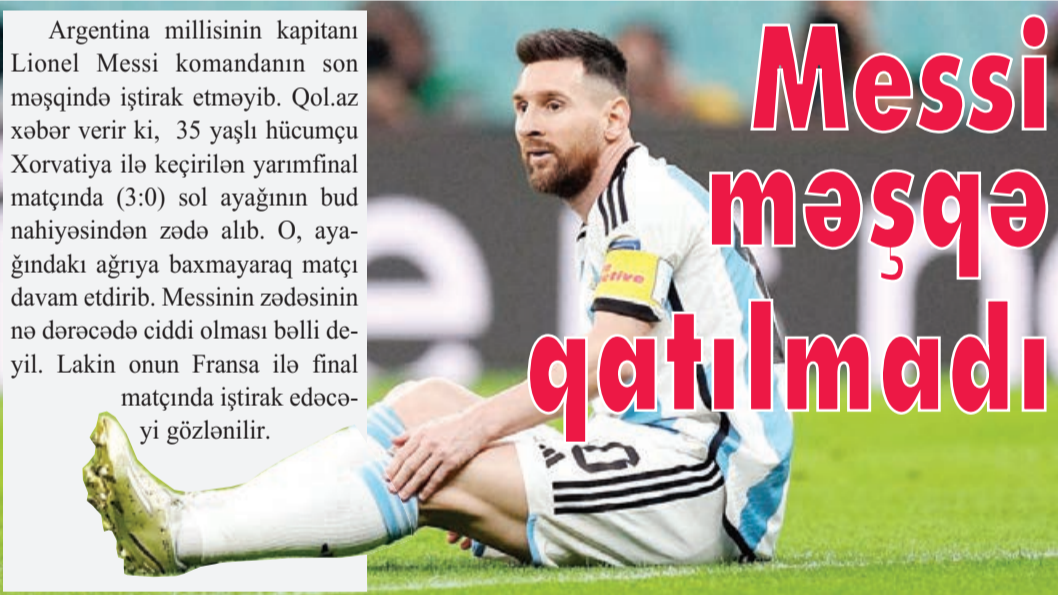 Messi
məşqə
qatılmadı
Argentina millisinin kapitanı
Lionel Messi komandanın son
məşqində iştirak etməyib. Qol.az
xəbər verir ki, 35 yaşlı hücumçu
Xorvatiya ilə keçirilən yarımfinal
matçında (3:0) sol ayağının bud
nahiyəsindən zədə alıb. O, aya-
ğındakı ağrıya baxmayaraq matçı
davam etdirib. Messinin zədəsinin
nə dərəcədə ciddi olması bəlli de-
yil. Lakin onun Fransa ilə final
matçında iştirak edəcə-
yi gözlənilir.